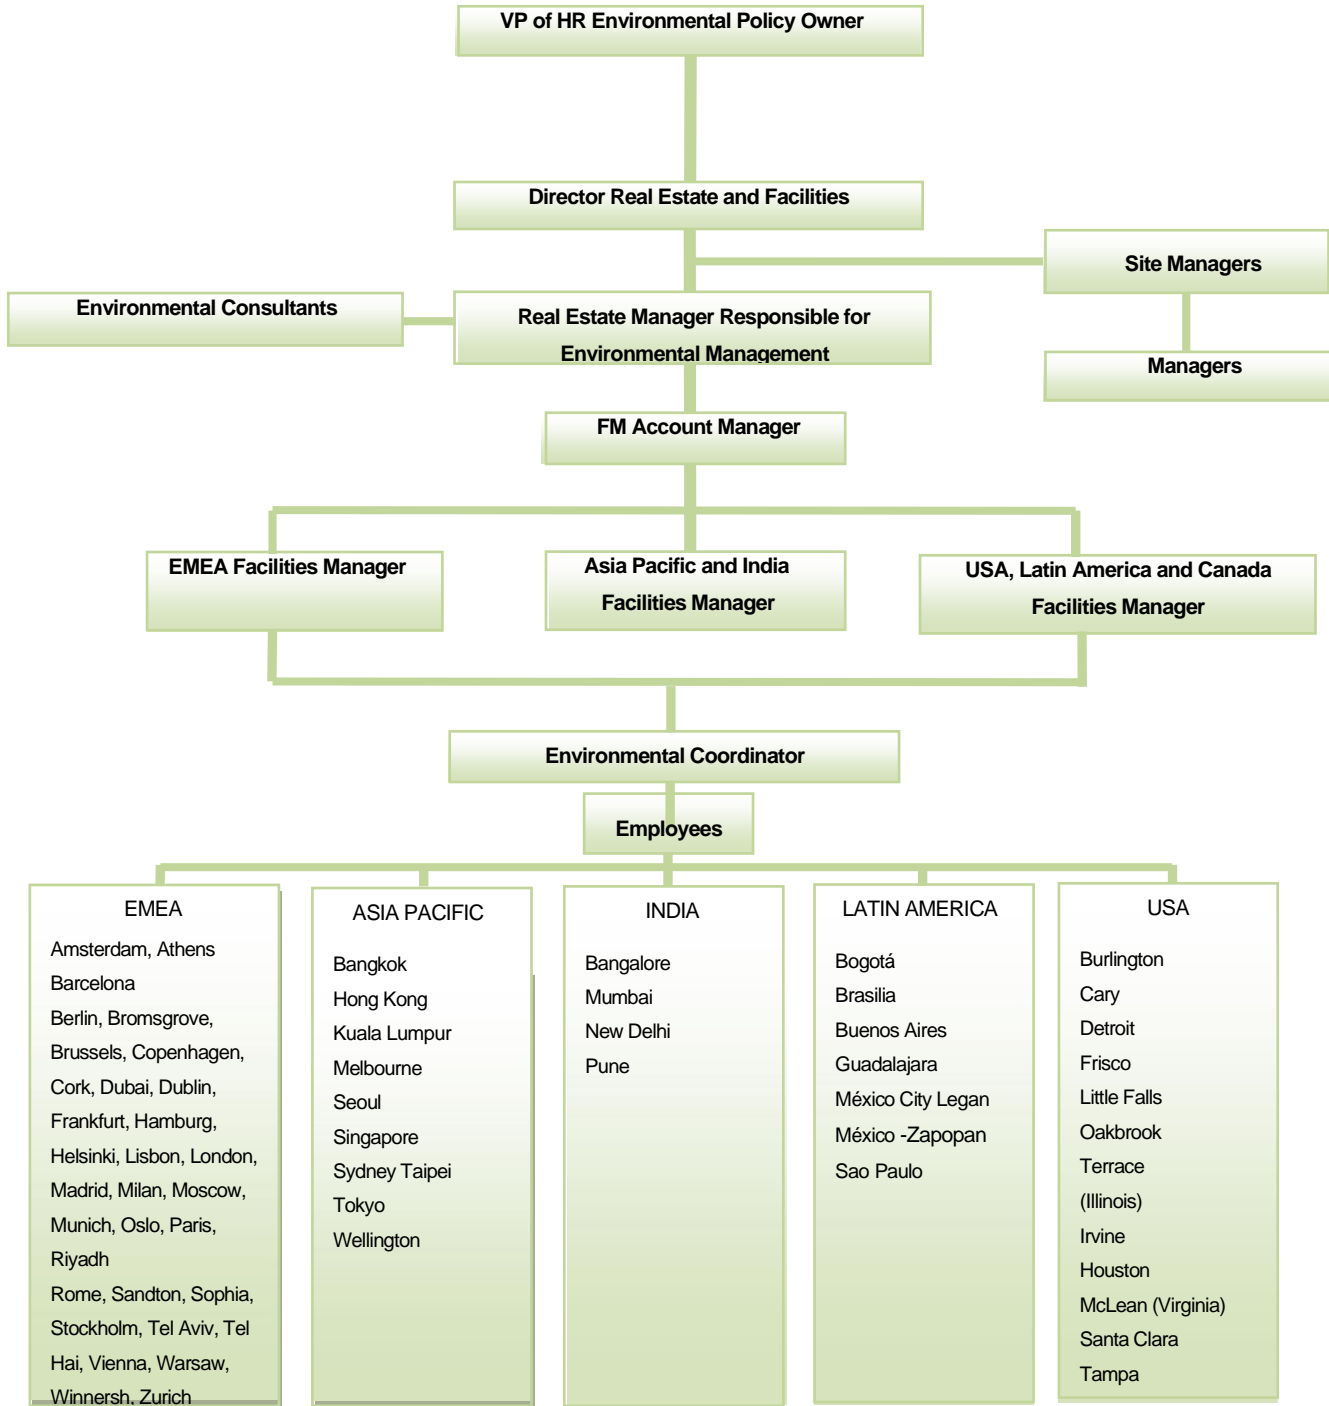 VP of HR Environmental Policy Owner
Director Real Estate and Facilities
Site Managers
Environmental Consultants
Real Estate Manager Responsible for
Environmental Management
Managers
FM Account Manager
EMEA Facilities Manager
Asia Pacific and India
Facilities Manager
USA, Latin America and Canada
Facilities Manager
Environmental Coordinator
Employees
EMEA
Amsterdam, Athens
Barcelona
Berlin, Bromsgrove,
Brussels, Copenhagen,
Cork, Dubai, Dublin,
Frankfurt, Hamburg,
Helsinki, Lisbon, London,
Madrid, Milan, Moscow,
Munich, Oslo, Paris,
Riyadh
Rome, Sandton, Sophia,
Stockholm, Tel Aviv, Tel
Hai, Vienna, Warsaw,
Winnersh, Zurich
ASIA PACIFIC
Bangkok
Hong Kong
Kuala Lumpur
Melbourne
Seoul
Singapore
Sydney Taipei
Tokyo
Wellington
INDIA
Bangalore
Mumbai
New Delhi
Pune
LATIN AMERICA
Bogotá
Brasilia
Buenos Aires
Guadalajara
México City Legan
México -Zapopan
Sao Paulo
USA
Burlington
Cary
Detroit
Frisco
Little Falls
Oakbrook
Terrace
(Illinois)
Irvine
Houston
McLean (Virginia)
Santa Clara
Tampa